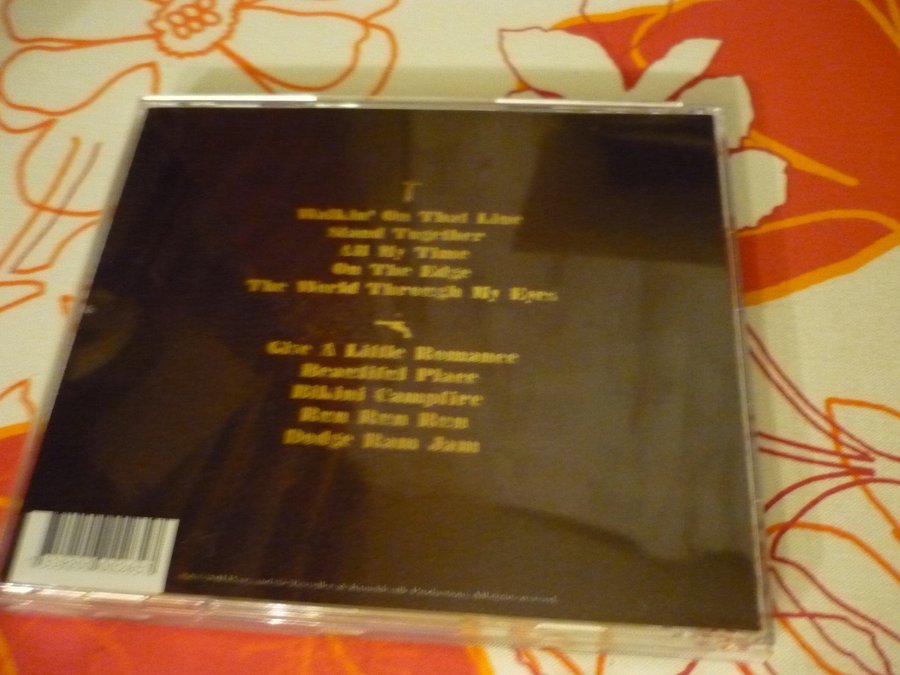 Walkin' On That Line
Stand Together
All My Time
On The Edge
The World Through My Eyes
Give A Little Romance
Beautiful Place
Bikini Campfire
Run Run Run
Dodge Ram Jam